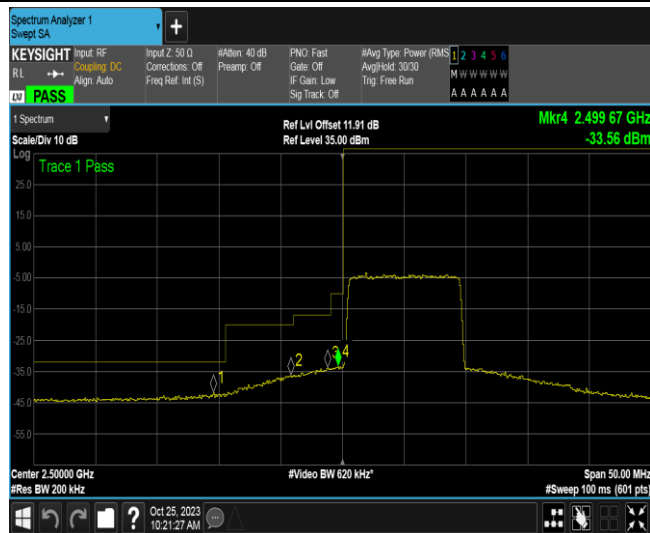 Spectrum Analyzer 1
Swept SA
+
KEYSIGHT
RL
LXI PASS
Input: RF
Coupling: DC
Align: Auto
Input Z: 50 Ω
Corrections: Off
Freq Ref: Int (S)
#Atten: 40 dB
Preamp: Off
PNO: Fast
Gate: Off
IF Gain: Low
Sig Track: Off
#Avg Type: Power (RMS
Avg|Hold: 30/30
Trig: Free Run
1 2 3 4 5 6
M W W W W W
A A A A A A
1 Spectrum
Scale/Div 10 dB
Ref Lvl Offset 11.91 dB
Ref Level 35.00 dBm
Mkr4 2.499 67 GHz
-33.56 dBm
Log
Trace 1 Pass
25.0
15.0
5.00
-5.00
-15.0
-25.0
-35.0
-45.0
-55.0
1
2
3
4
Center 2.50000 GHz
#Res BW 200 kHz
#Video BW 620 kHz*
Span 50.00 MHz
#Sweep 100 ms (601 pts)
?
Oct 25, 2023
10:21:27 AM